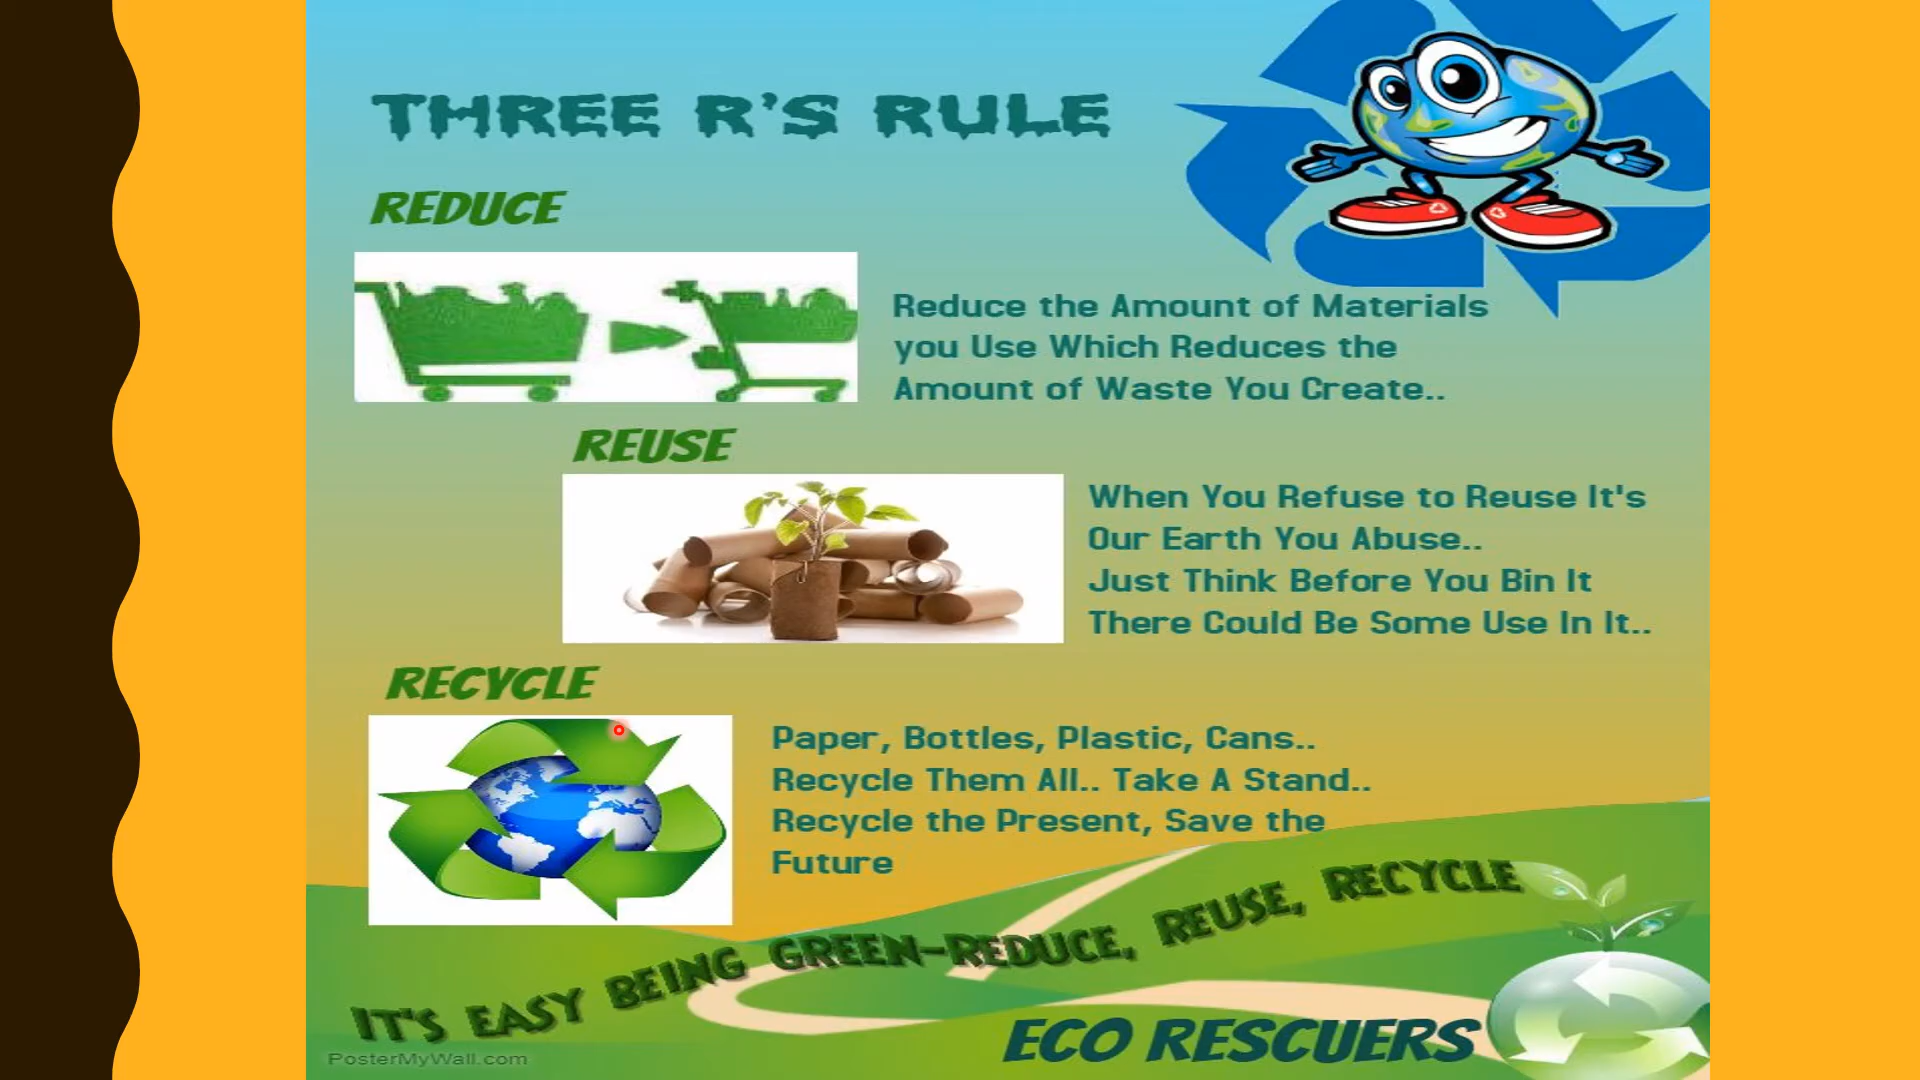 THREE R'S RULE
REDUCE
Reduce the Amount of Materials
you Use Which Reduces the
Amount of Waste You Create..
REUSE
When You Refuse to Reuse It's
Our Earth You Abuse..
Just Think Before You Bin It
There Could Be Some Use In It..
RECYCLE
Paper, Bottles, Plastic, Cans..
Recycle Them All.. Take A Stand..
Recycle the Present, Save the
Future
IT'S EASY BEING GREEN-REDUCE, REUSE, RECYCLE
ECO RESCUERS
PosterMyWall.com